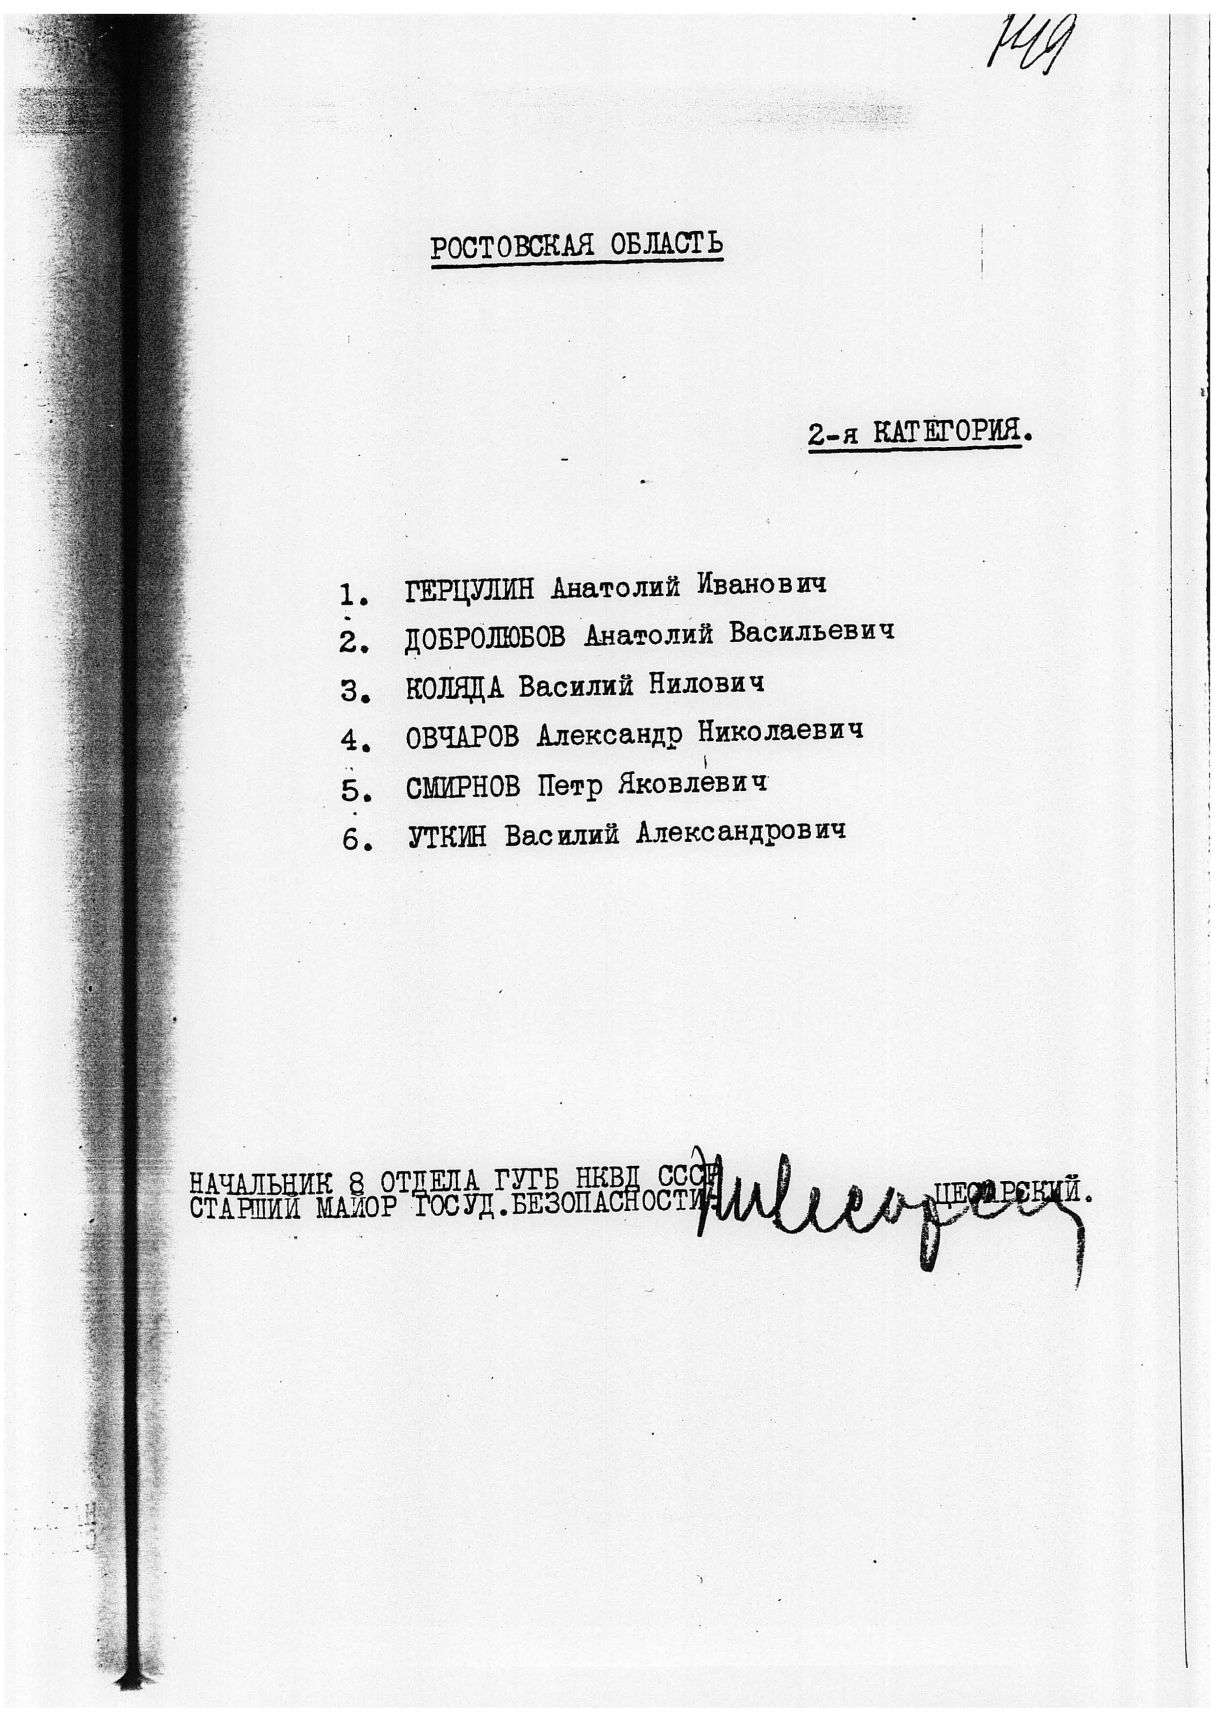 149
РОСТОВСКАЯ ОБЛАСТЬ
2-я КАТЕГОРИЯ.
1. ГЕРЦУЛИН Анатолий Иванович
2. ДОБРОЛЮБОВ Анатолий Васильевич
3. КОЛЯДА Василий Нилович
4. ОВЧАРОВ Александр Николаевич
5. СМИРНОВ Петр Яковлевич
6. УТКИН Василий Александрович
НАЧАЛЬНИК 8 ОТДЕЛА ГУГБ НКВД СССР
СТАРШИЙ МАЙОР ГОСУД.БЕЗОПАСНОСТИ ЦЕСАРСКИЙ.